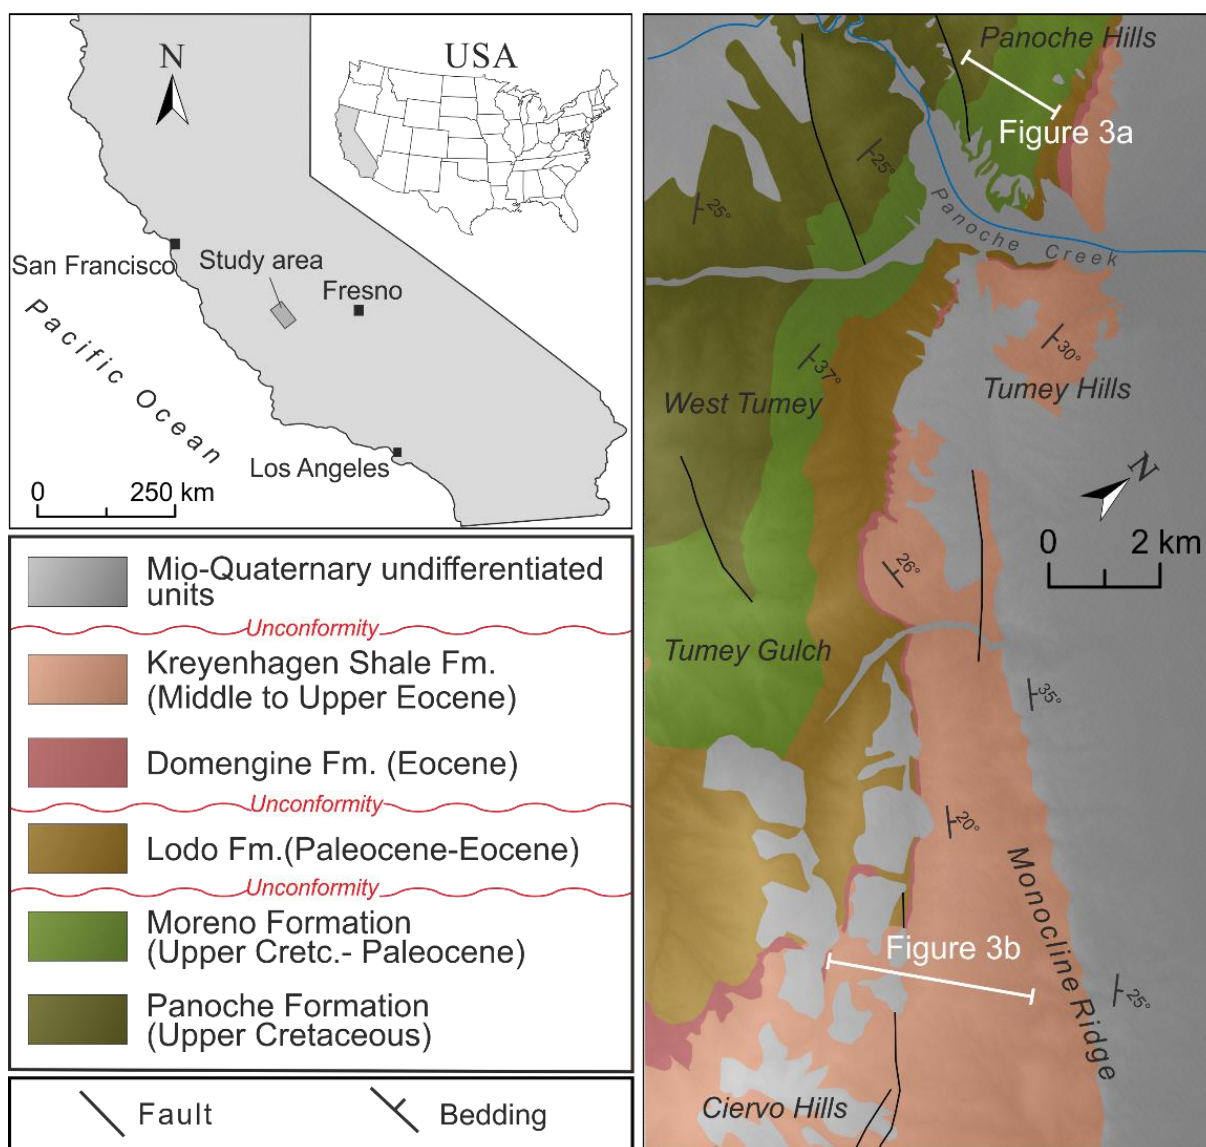 N
USA
San Francisco
Study area
Fresno
Pacific Ocean
Los Angeles
0 250 km
Mio-Quaternary undifferentiated
units
Unconformity
Kreyenhagen Shale Fm.
(Middle to Upper Eocene)
Domengine Fm. (Eocene)
Unconformity
Lodo Fm.(Paleocene-Eocene)
Unconformity
Moreno Formation
(Upper Cretc.- Paleocene)
Panoche Formation
(Upper Cretaceous)
Fault
Bedding
Panoche Hills
Figure 3a
25°
25°
Panoche Creek
30°
37°
West Tumey
Tumey Hills
N
0 2 km
26°
Tumey Gulch
35°
20°
Monocline Ridge
Figure 3b
25°
Ciervo Hills